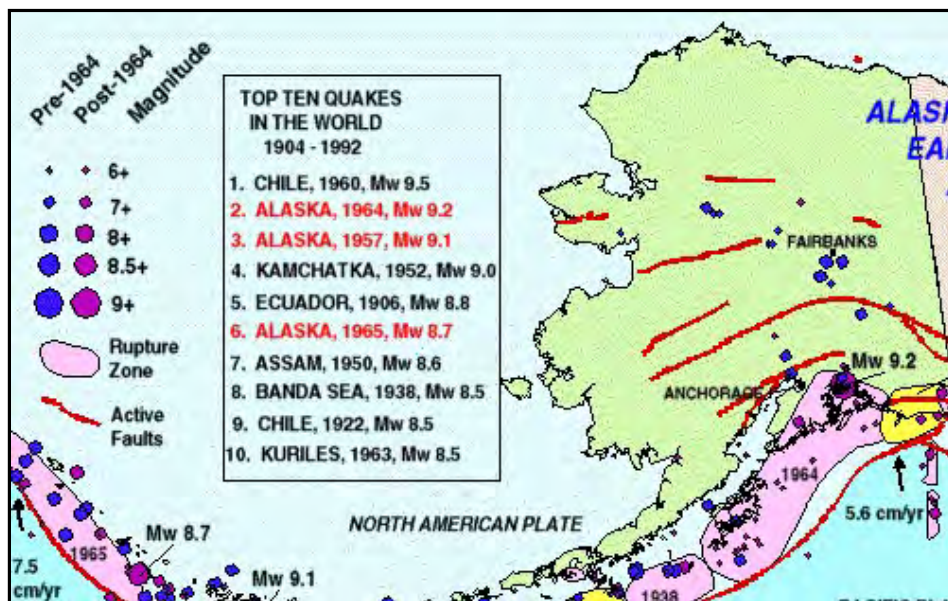 Pre-1964
Post-1964
Magnitude
6+
7+
8+
8.5+
9+
Rupture
Zone
Active
Faults
TOP TEN QUAKES
IN THE WORLD
1904 - 1992
1. CHILE, 1960, Mw 9.5
2. ALASKA, 1964, Mw 9.2
3. ALASKA, 1957, Mw 9.1
4. KAMCHATKA, 1952, Mw 9.0
5. ECUADOR, 1906, Mw 8.8
6. ALASKA, 1965, Mw 8.7
7. ASSAM, 1950, Mw 8.6
8. BANDA SEA, 1938, Mw 8.5
9. CHILE, 1922, Mw 8.5
10. KURILES, 1963, Mw 8.5
FAIRBANKS
Mw 9.2
ANCHORAGE
1964
5.6 cm/yr
NORTH AMERICAN PLATE
Mw 8.7
1965
7.5
cm/yr
Mw 9.1
1938